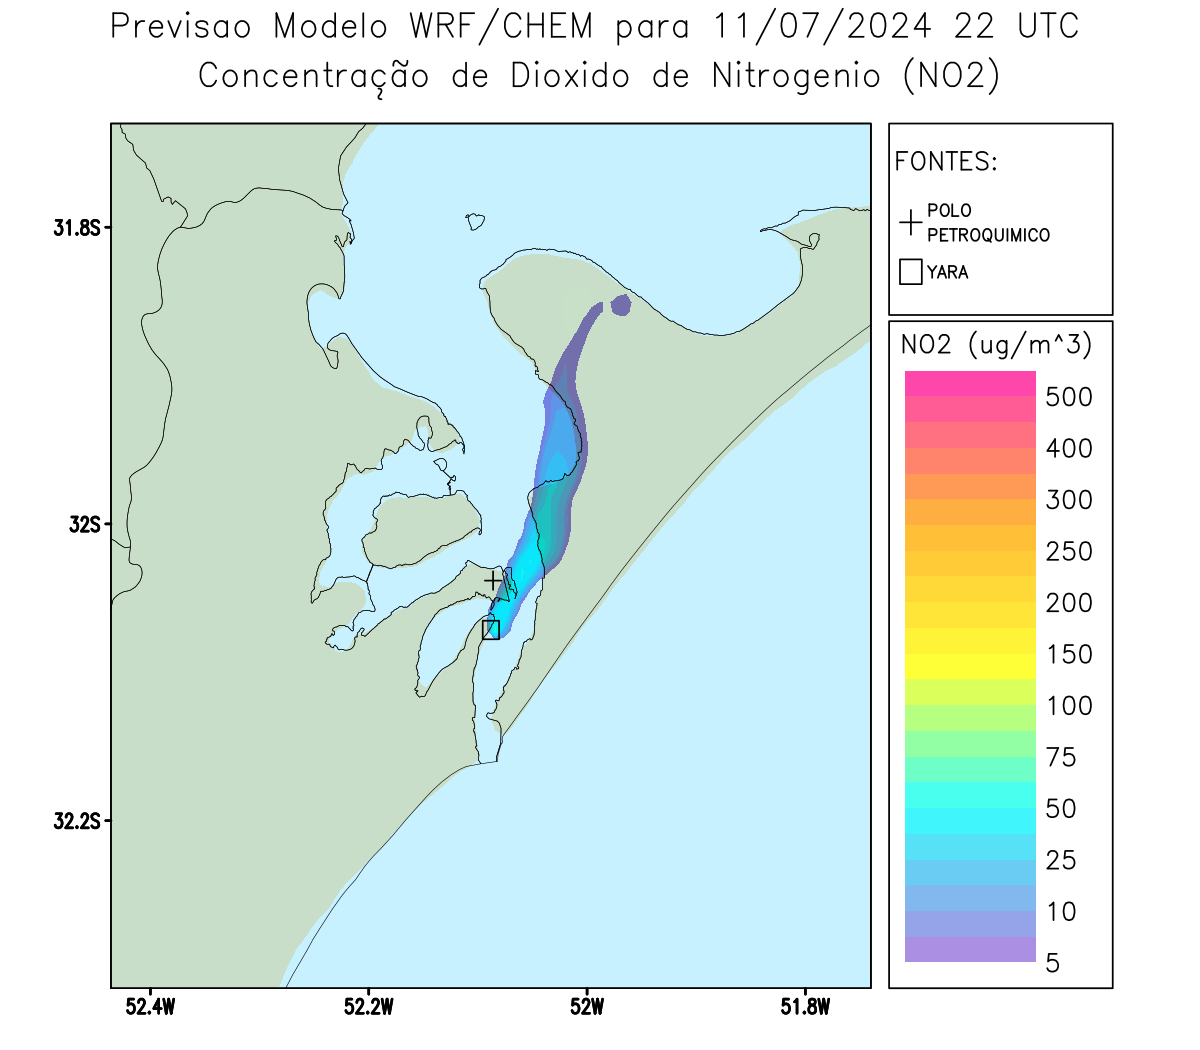 Previsao Modelo WRF/CHEM para 11/07/2024 22 UTC
Concentração de Dioxido de Nitrogenio (NO2)
FONTES:
POLO
PETROQUIMICO
YARA
31.8S
32S
32.2S
52.4W
52.2W
52W
51.8W
NO2 (ug/m^3)
500
400
300
250
200
150
100
75
50
25
10
5